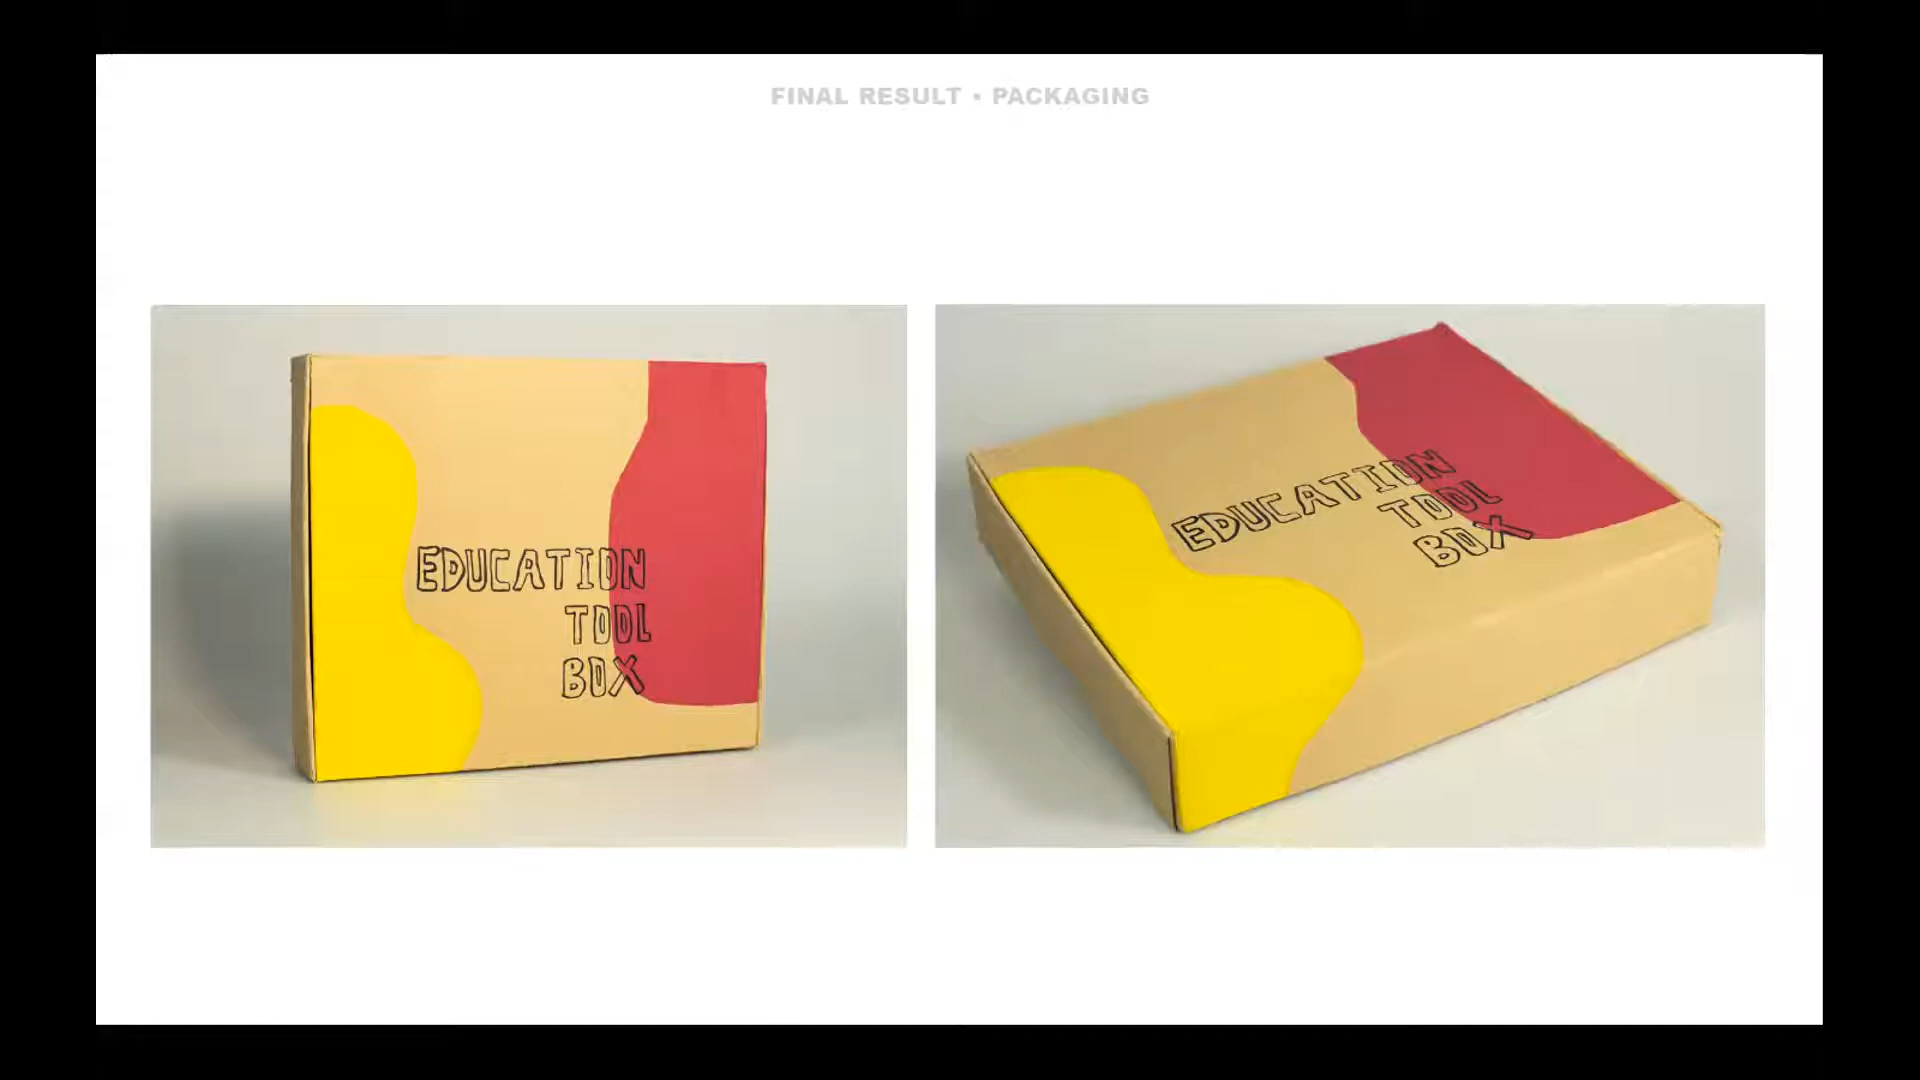 FINAL RESULT • PACKAGING
EDUCATION
TOOL
BOX
EDUCATION
TOOL
BOX